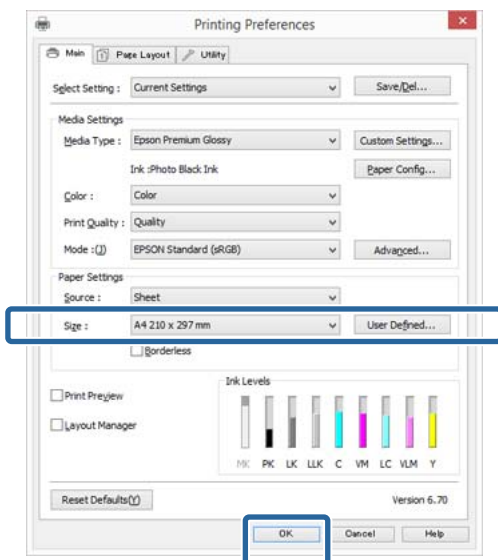 Printing Preferences
Main Page Layout Utility
Select Setting : Current Settings Save/Del...
Media Settings
Media Type : Epson Premium Glossy Custom Settings...
Ink :Photo Black Ink Paper Config...
Color : Color
Print Quality : Quality
Mode :(J) EPSON Standard (sRGB) Advanced...
Paper Settings
Source : Sheet
Size : A4 210 x 297 mm User Defined...
Borderless
Ink Levels
Print Preview
Layout Manager
MK PK LK LLK C VM LC VLM Y
Reset Defaults(Y) Version 6.70
OK Cancel Help